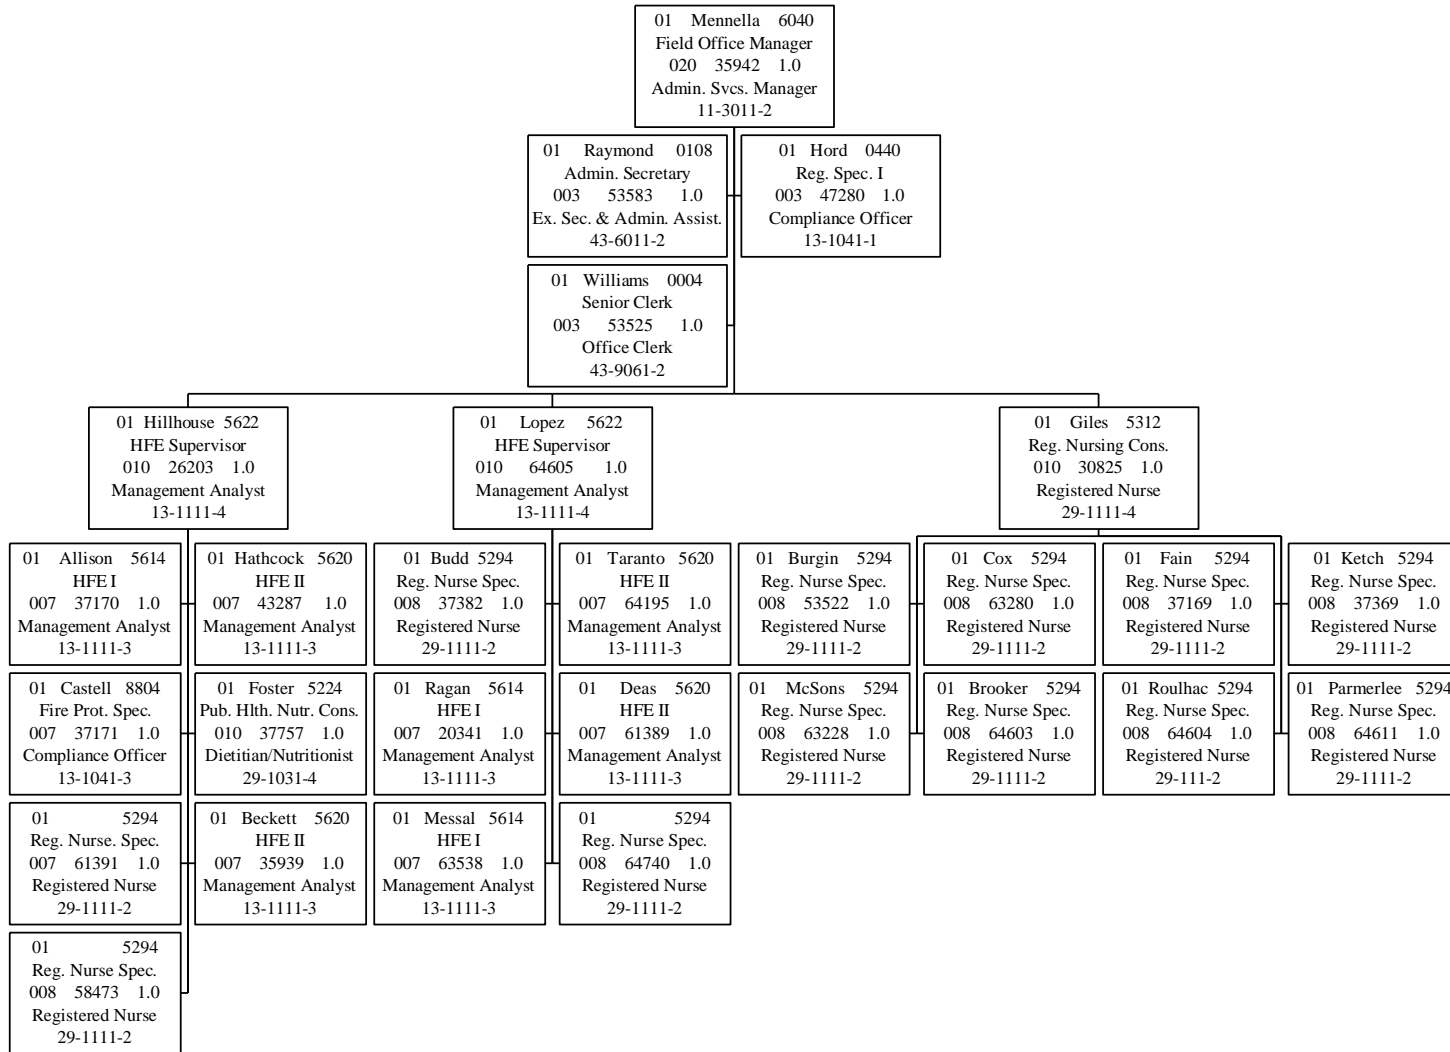 01 Mennella 6040
Field Office Manager
020 35942 1.0
Admin. Svcs. Manager
11-3011-2
01 Raymond 0108
Admin. Secretary
003 53583 1.0
Ex. Sec. & Admin. Assist.
43-6011-2
01 Hord 0440
Reg. Spec. I
003 47280 1.0
Compliance Officer
13-1041-1
01 Williams 0004
Senior Clerk
003 53525 1.0
Office Clerk
43-9061-2
01 Hillhouse 5622
HFE Supervisor
010 26203 1.0
Management Analyst
13-1111-4
01 Lopez 5622
HFE Supervisor
010 64605 1.0
Management Analyst
13-1111-4
01 Giles 5312
Reg. Nursing Cons.
010 30825 1.0
Registered Nurse
29-1111-4
01 Allison 5614
HFE I
007 37170 1.0
Management Analyst
13-1111-3
01 Hathcock 5620
HFE II
007 43287 1.0
Management Analyst
13-1111-3
01 Budd 5294
Reg. Nurse Spec.
008 37382 1.0
Registered Nurse
29-1111-2
01 Taranto 5620
HFE II
007 64195 1.0
Management Analyst
13-1111-3
01 Burgin 5294
Reg. Nurse Spec.
008 53522 1.0
Registered Nurse
29-1111-2
01 Cox 5294
Reg. Nurse Spec.
008 63280 1.0
Registered Nurse
29-1111-2
01 Fain 5294
Reg. Nurse Spec.
008 37169 1.0
Registered Nurse
29-1111-2
01 Ketch 5294
Reg. Nurse Spec.
008 37369 1.0
Registered Nurse
29-1111-2
01 Castell 8804
Fire Prot. Spec.
007 37171 1.0
Compliance Officer
13-1041-3
01 Foster 5224
Pub. Hlth. Nutr. Cons.
010 37757 1.0
Dietitian/Nutritionist
29-1031-4
01 Ragan 5614
HFE I
007 20341 1.0
Management Analyst
13-1111-3
01 Deas 5620
HFE II
007 61389 1.0
Management Analyst
13-1111-3
01 McSons 5294
Reg. Nurse Spec.
008 63228 1.0
Registered Nurse
29-1111-2
01 Brooker 5294
Reg. Nurse Spec.
008 64603 1.0
Registered Nurse
29-1111-2
01 Roulhac 5294
Reg. Nurse Spec.
008 64604 1.0
Registered Nurse
29-111-2
01 Parmerlee 5294
Reg. Nurse Spec.
008 64611 1.0
Registered Nurse
29-1111-2
01 5294
Reg. Nurse. Spec.
007 61391 1.0
Registered Nurse
29-1111-2
01 Beckett 5620
HFE II
007 35939 1.0
Management Analyst
13-1111-3
01 Messal 5614
HFE I
007 63538 1.0
Management Analyst
13-1111-3
01 5294
Reg. Nurse Spec.
008 64740 1.0
Registered Nurse
29-1111-2
01 5294
Reg. Nurse Spec.
008 58473 1.0
Registered Nurse
29-1111-2